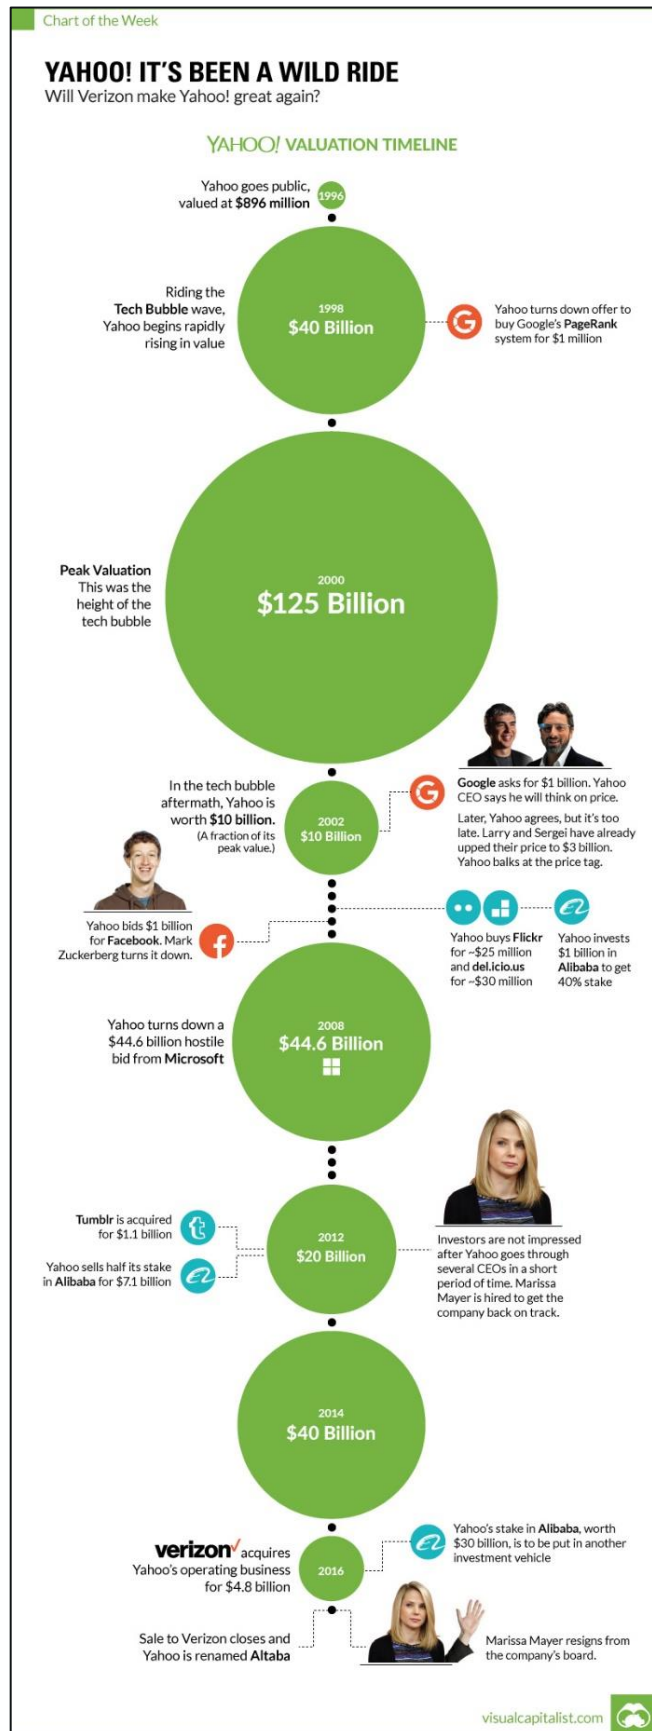 Chart of the Week
YAHOO! IT'S BEEN A WILD RIDE
Will Verizon make Yahoo! great again?
YAHOO! VALUATION TIMELINE
Yahoo goes public,
valued at $896 million
1996
Riding the
Tech Bubble wave,
Yahoo begins rapidly
rising in value
1998
$40 Billion
G
Yahoo turns down offer to
buy Google's PageRank
system for $1 million
Peak Valuation
This was the
height of the
tech bubble
2000
$125 Billion
In the tech bubble
aftermath, Yahoo is
worth $10 billion.
(A fraction of its
peak value.)
2002
$10 Billion
G
Google asks for $1 billion. Yahoo
CEO says he will think on price.
Later, Yahoo agrees, but it's too
late. Larry and Sergei have already
upped their price to $3 billion.
Yahoo balks at the price tag.
Yahoo bids $1 billion
for Facebook. Mark
Zuckerberg turns it down.
f
Yahoo buys Flickr
for ~$25 million
and del.icio.us
for ~$30 million
Yahoo invests
$1 billion in
Alibaba to get
40% stake
Yahoo turns down a
$44.6 billion hostile
bid from Microsoft
2008
$44.6 Billion
Tumblr is acquired
for $1.1 billion
t
Yahoo sells half its stake
in Alibaba for $7.1 billion
2012
$20 Billion
Investors are not impressed
after Yahoo goes through
several CEOs in a short
period of time. Marissa
Mayer is hired to get the
company back on track.
2014
$40 Billion
verizon acquires
Yahoo's operating business
for $4.8 billion
2016
Yahoo's stake in Alibaba, worth
$30 billion, is to be put in another
investment vehicle
Sale to Verizon closes and
Yahoo is renamed Altaba
Marissa Mayer resigns from
the company's board.
visualcapitalist.com